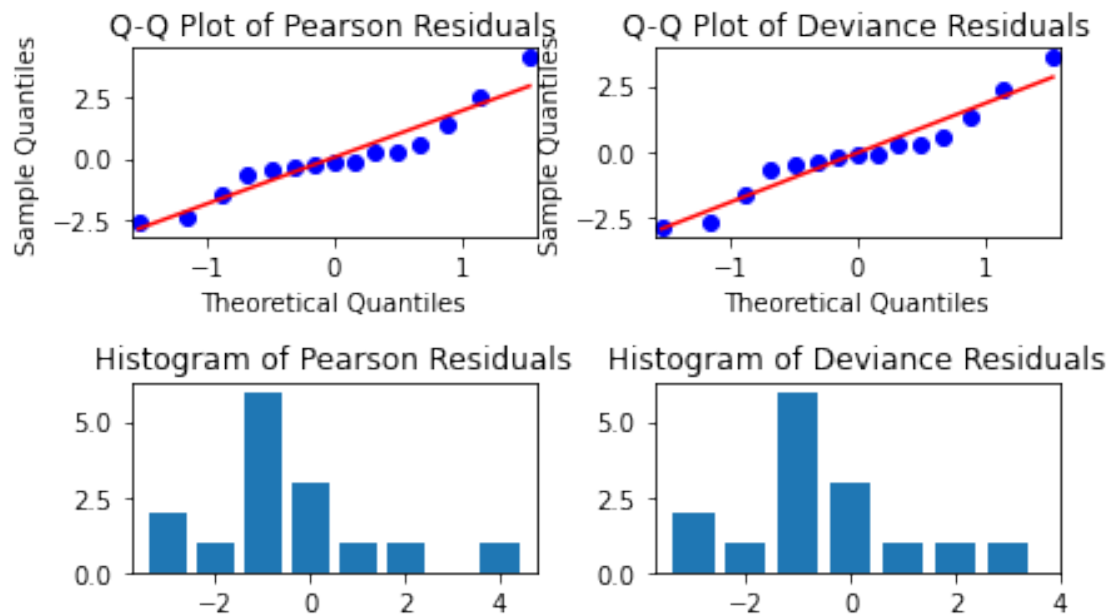 Q-Q Plot of Pearson Residuals
Sample Quantiles
2.5
0.0
−2.5
−1 0 1
Theoretical Quantiles
Q-Q Plot of Deviance Residuals
Sample Quantiles
2.5
0.0
−2.5
−1 0 1
Theoretical Quantiles
Histogram of Pearson Residuals
5.0
2.5
0.0
−2 0 2 4
Histogram of Deviance Residuals
5.0
2.5
0.0
−2 0 2 4